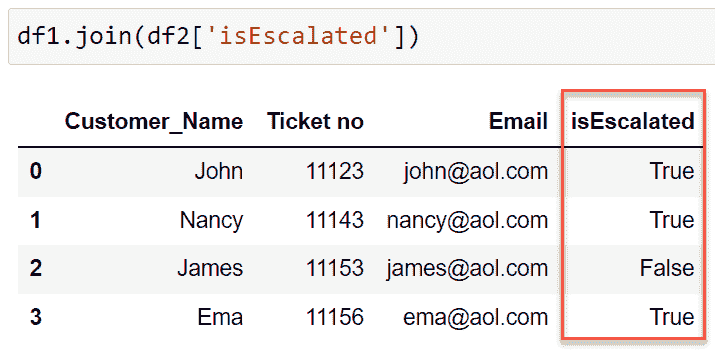 df1.join(df2['isEscalated'])
Customer_Name Ticket no Email isEscalated
0 John 11123 john@aol.com True
1 Nancy 11143 nancy@aol.com True
2 James 11153 james@aol.com False
3 Ema 11156 ema@aol.com True